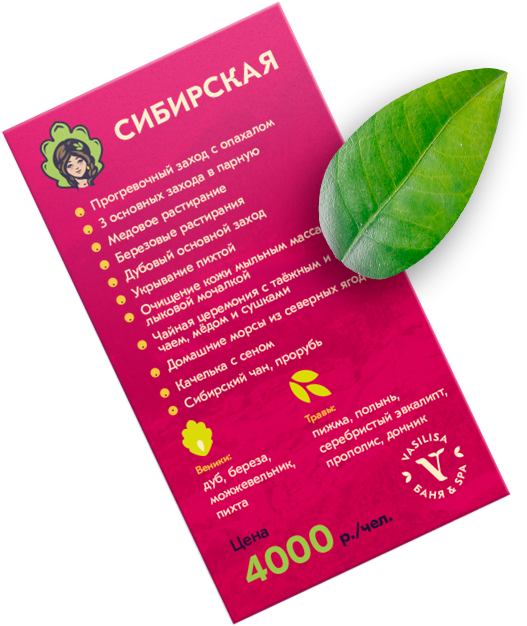 СИБИРСКАЯ
Прогревочный заход с опахалом
3 основных захода в парную
Медовое растирание
Березовые растирания
Дубовый основной заход
Укрывание пихтой
Очищение кожи мыльным
лыковой мочалкой
Чайная церемония с таёжным и
чаем, мёдом и сушками
Домашние морсы из северных
Качелька с сеном
Сибирский чан, прорубь
Веники:
дуб, береза,
можжевельник,
пихта
Травы:
пижма, полынь,
серебристый эвкалипт,
прополис, донник
VASILISA
V
БАНЯ & SPA
Цена
4000 р./чел.